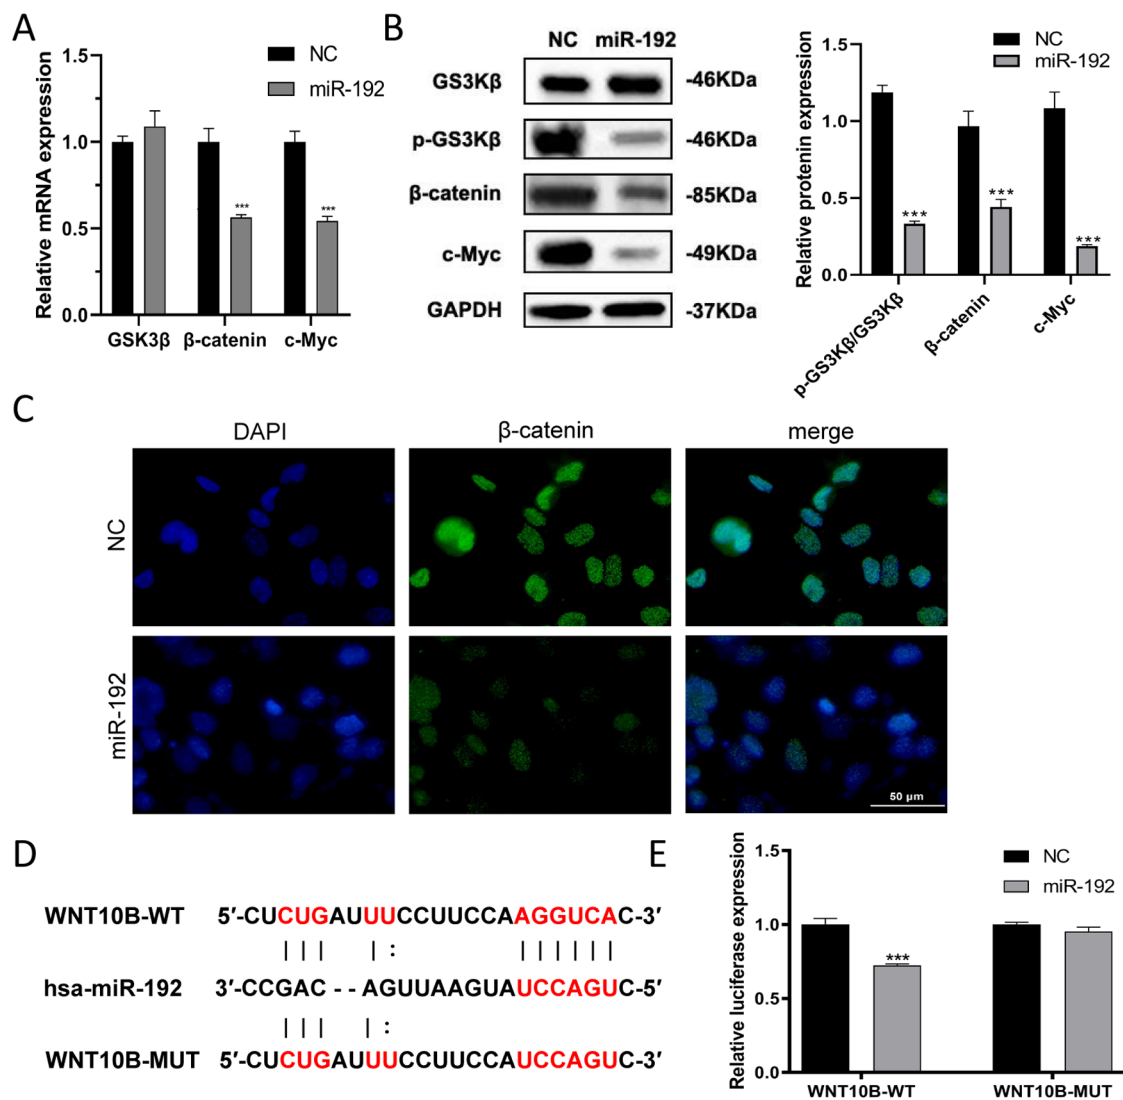 A
Relative mRNA expression
1.5
1.0
0.5
0.0
NC
miR-192
***
***
GSK3β β-catenin c-Myc
B
NC miR-192
GS3Kβ -46KDa
p-GS3Kβ -46KDa
β-catenin -85KDa
c-Myc -49KDa
GAPDH -37KDa
Relative protenin expression
1.5
1.0
0.5
0.0
NC
miR-192
***
***
***
p-GS3Kβ/GS3Kβ
β-catenin
c-Myc
C
DAPI β-catenin merge
NC
miR-192
50 μm
D
WNT10B-WT 5′-CUCUGAUUUCCUUCCAAGGUCAC-3′
| | | | : | | | | | |
hsa-miR-192 3′-CCGAC--AGUUAAGUAUCCAGUC-5′
| | | | :
WNT10B-MUT 5′-CUCUGAUUUCCUUCCAUCCAGUC-3′
E
Relative luciferase expression
1.5
1.0
0.5
0.0
NC
miR-192
***
WNT10B-WT WNT10B-MUT